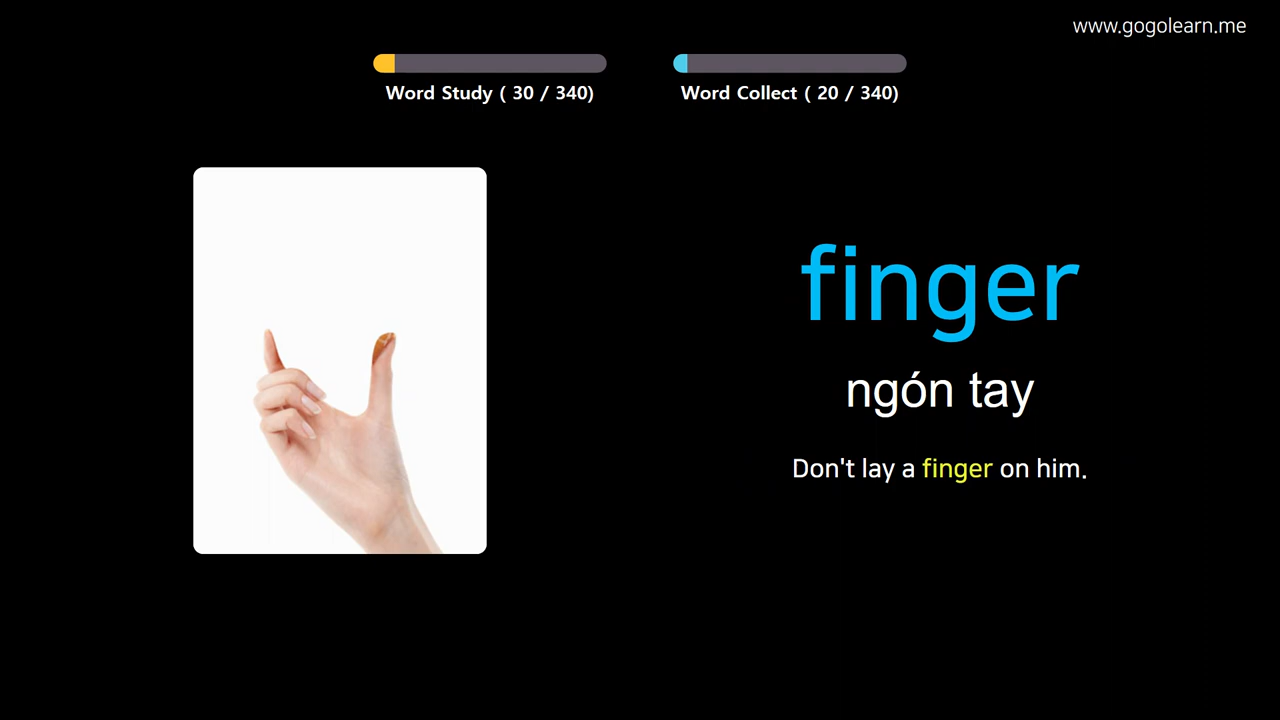 www.gogolearn.me
Word Study ( 30 / 340)
Word Collect ( 20 / 340)
finger
ngón tay
Don't lay a finger on him.